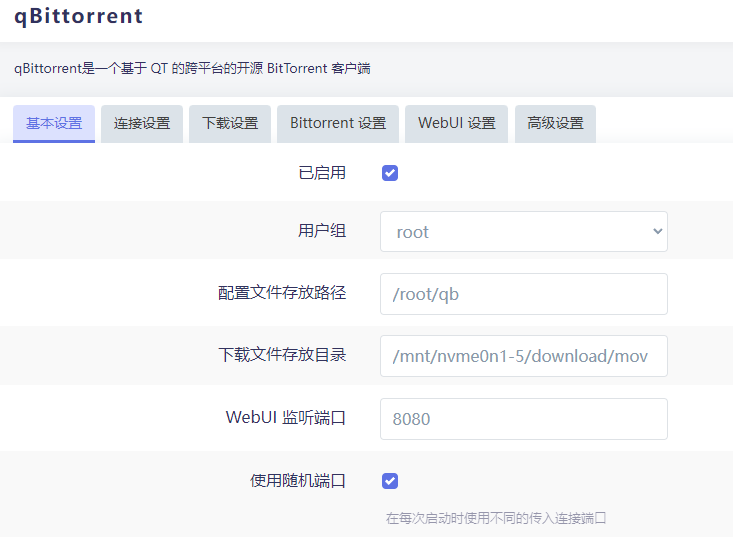 qBittorrent
qBittorrent是一个基于 QT 的跨平台的开源 BitTorrent 客户端
基本设置 连接设置 下载设置 Bittorrent 设置 WebUI 设置 高级设置
已启用
用户组 root
配置文件存放路径 /root/qb
下载文件存放目录 /mnt/nvme0n1-5/download/mov
WebUI 监听端口 8080
使用随机端口
在每次启动时使用不同的传入连接端口